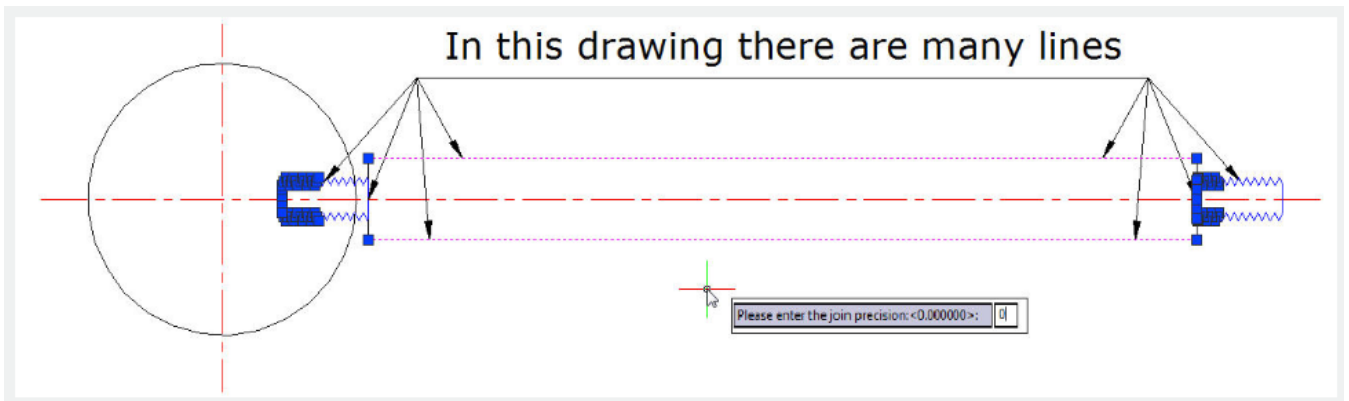 In this drawing there are many lines
Please enter the join precision:<0.000000>: 0